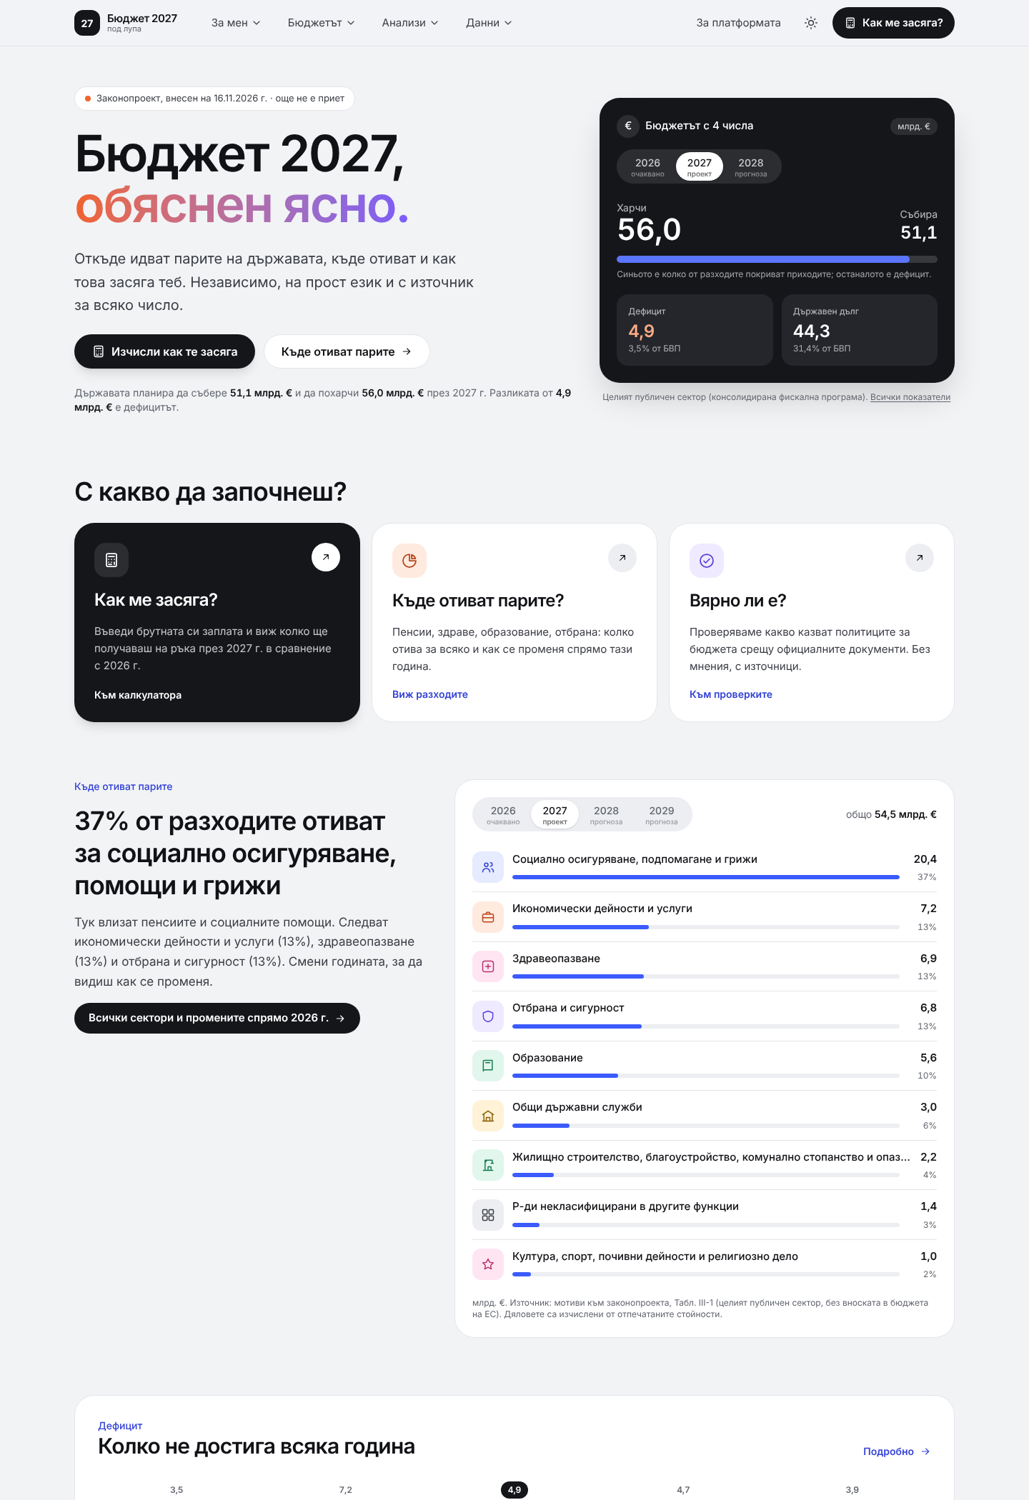 27
Бюджет 2027
под лупа
За мен
Бюджетът
Анализи
Данни
За платформата
Как ме засяга?
Законопроект, внесен на 16.11.2026 г. · още не е приет
Бюджет 2027,
обяснен ясно.
Откъде идват парите на държавата, къде отиват и как
това засяга теб. Независимо, на прост език и с източник
за всяко число.
Изчисли как те засяга
Къде отиват парите →
Държавата планира да събере 51,1 млрд. € и да похарчи 56,0 млрд. € през 2027 г. Разликата от 4,9
млрд. € е дефицитът.
€ Бюджетът с 4 числа
млрд. €
2026
очаквано
2027
проект
2028
прогноза
Харчи
56,0
Събира
51,1
Синьото е колко от разходите покриват приходите; останалото е дефицит.
Дефицит
4,9
3,5% от БВП
Държавен дълг
44,3
31,4% от БВП
Целият публичен сектор (консолидирана фискална програма). Всички показатели
С какво да започнеш?
Как ме засяга?
Въведи брутната си заплата и виж колко ще
получаваш на ръка през 2027 г. в сравнение
с 2026 г.
Към калкулатора
Къде отиват парите?
Пенсии, здраве, образование, отбрана: колко
отива за всяко и как се променя спрямо тази
година.
Виж разходите
Вярно ли е?
Проверяваме какво казват политиците за
бюджета срещу официалните документи. Без
мнения, с източници.
Към проверките
Къде отиват парите
37% от разходите отиват
за социално осигуряване,
помощи и грижи
Тук влизат пенсиите и социалните помощи. Следват
икономически дейности и услуги (13%), здравеопазване
(13%) и отбрана и сигурност (13%). Смени годината, за да
видиш как се променя.
Всички сектори и промените спрямо 2026 г. →
2026
очаквано
2027
проект
2028
прогноза
2029
прогноза
общо 54,5 млрд. €
Социално осигуряване, подпомагане и грижи 20,4
37%
Икономически дейности и услуги 7,2
13%
Здравеопазване 6,9
13%
Отбрана и сигурност 6,8
13%
Образование 5,6
10%
Общи държавни служби 3,0
6%
Жилищно строителство, благоустройство, комунално стопанство и опаз... 2,2
4%
Р-ди некласифицирани в другите функции 1,4
3%
Култура, спорт, почивни дейности и религиозно дело 1,0
2%
млрд. €. Източник: мотиви към законопроекта, Табл. III-1 (целият публичен сектор, без вноската в бюджета
на ЕС). Дяловете са изчислени от отпечатаните стойности.
Дефицит
Колко не достига всяка година
Подробно →
3,5 7,2 4,9 4,7 3,9